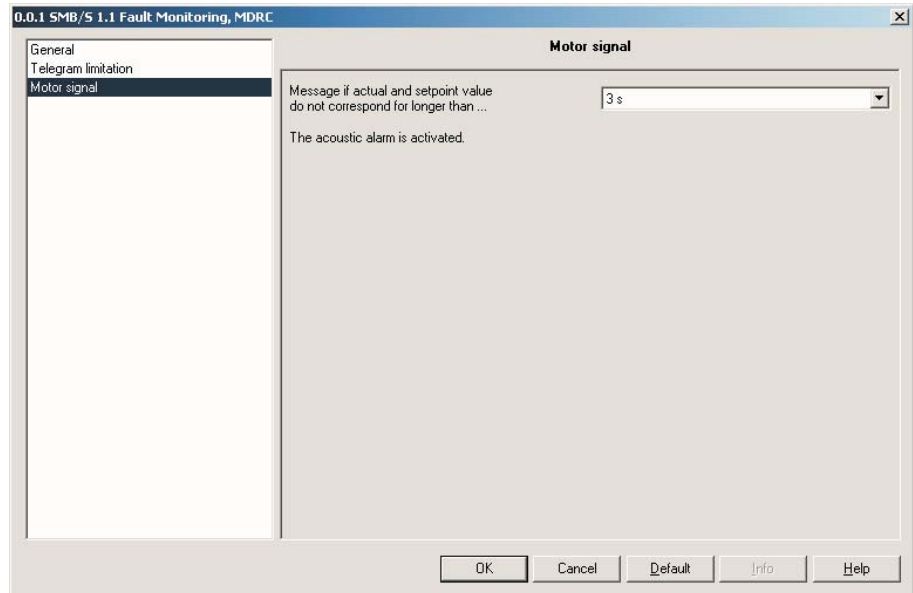 0.0.1 SMB/S 1.1 Fault Monitoring, MDRC
General
Telegram limitation
Motor signal
Motor signal
Message if actual and setpoint value
do not correspond for longer than ...
3 s
The acoustic alarm is activated.
OK Cancel Default Info Help